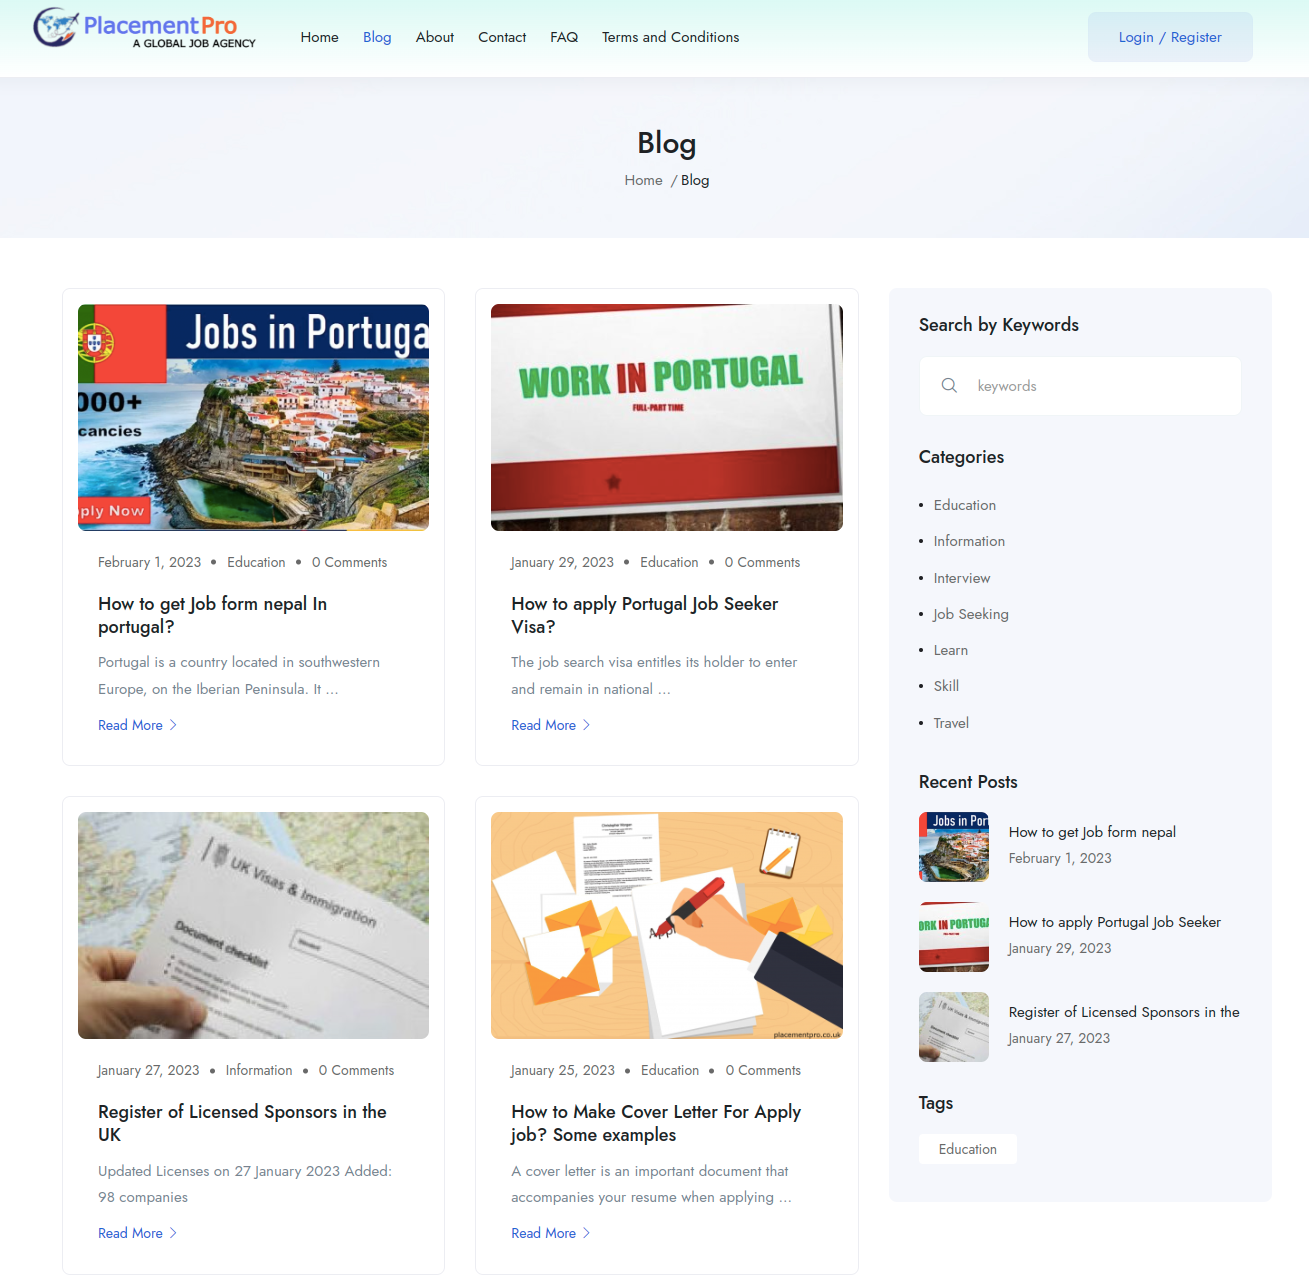 PlacementPro
A GLOBAL JOB AGENCY
Home
Blog
About
Contact
FAQ
Terms and Conditions
Login / Register
Blog
Home / Blog
Jobs in Portuga
000+
cancies
pply Now
February 1, 2023 • Education • 0 Comments
How to get Job form nepal In
portugal?
Portugal is a country located in southwestern
Europe, on the Iberian Peninsula. It ...
Read More
WORK IN PORTUGAL
FULL-PART TIME
January 29, 2023 • Education • 0 Comments
How to apply Portugal Job Seeker
Visa?
The job search visa entitles its holder to enter
and remain in national ...
Read More
UK Visas & Immigration
Document checklist
January 27, 2023 • Information • 0 Comments
Register of Licensed Sponsors in the
UK
Updated Licenses on 27 January 2023 Added:
98 companies
Read More
Appl
placementpro.co.uk
January 25, 2023 • Education • 0 Comments
How to Make Cover Letter For Apply
job? Some examples
A cover letter is an important document that
accompanies your resume when applying ...
Read More
Search by Keywords
keywords
Categories
• Education
• Information
• Interview
• Job Seeking
• Learn
• Skill
• Travel
Recent Posts
Jobs in Por
How to get Job form nepal
February 1, 2023
ORK IN PORTUGA
How to apply Portugal Job Seeker
January 29, 2023
Register of Licensed Sponsors in the
January 27, 2023
Tags
Education